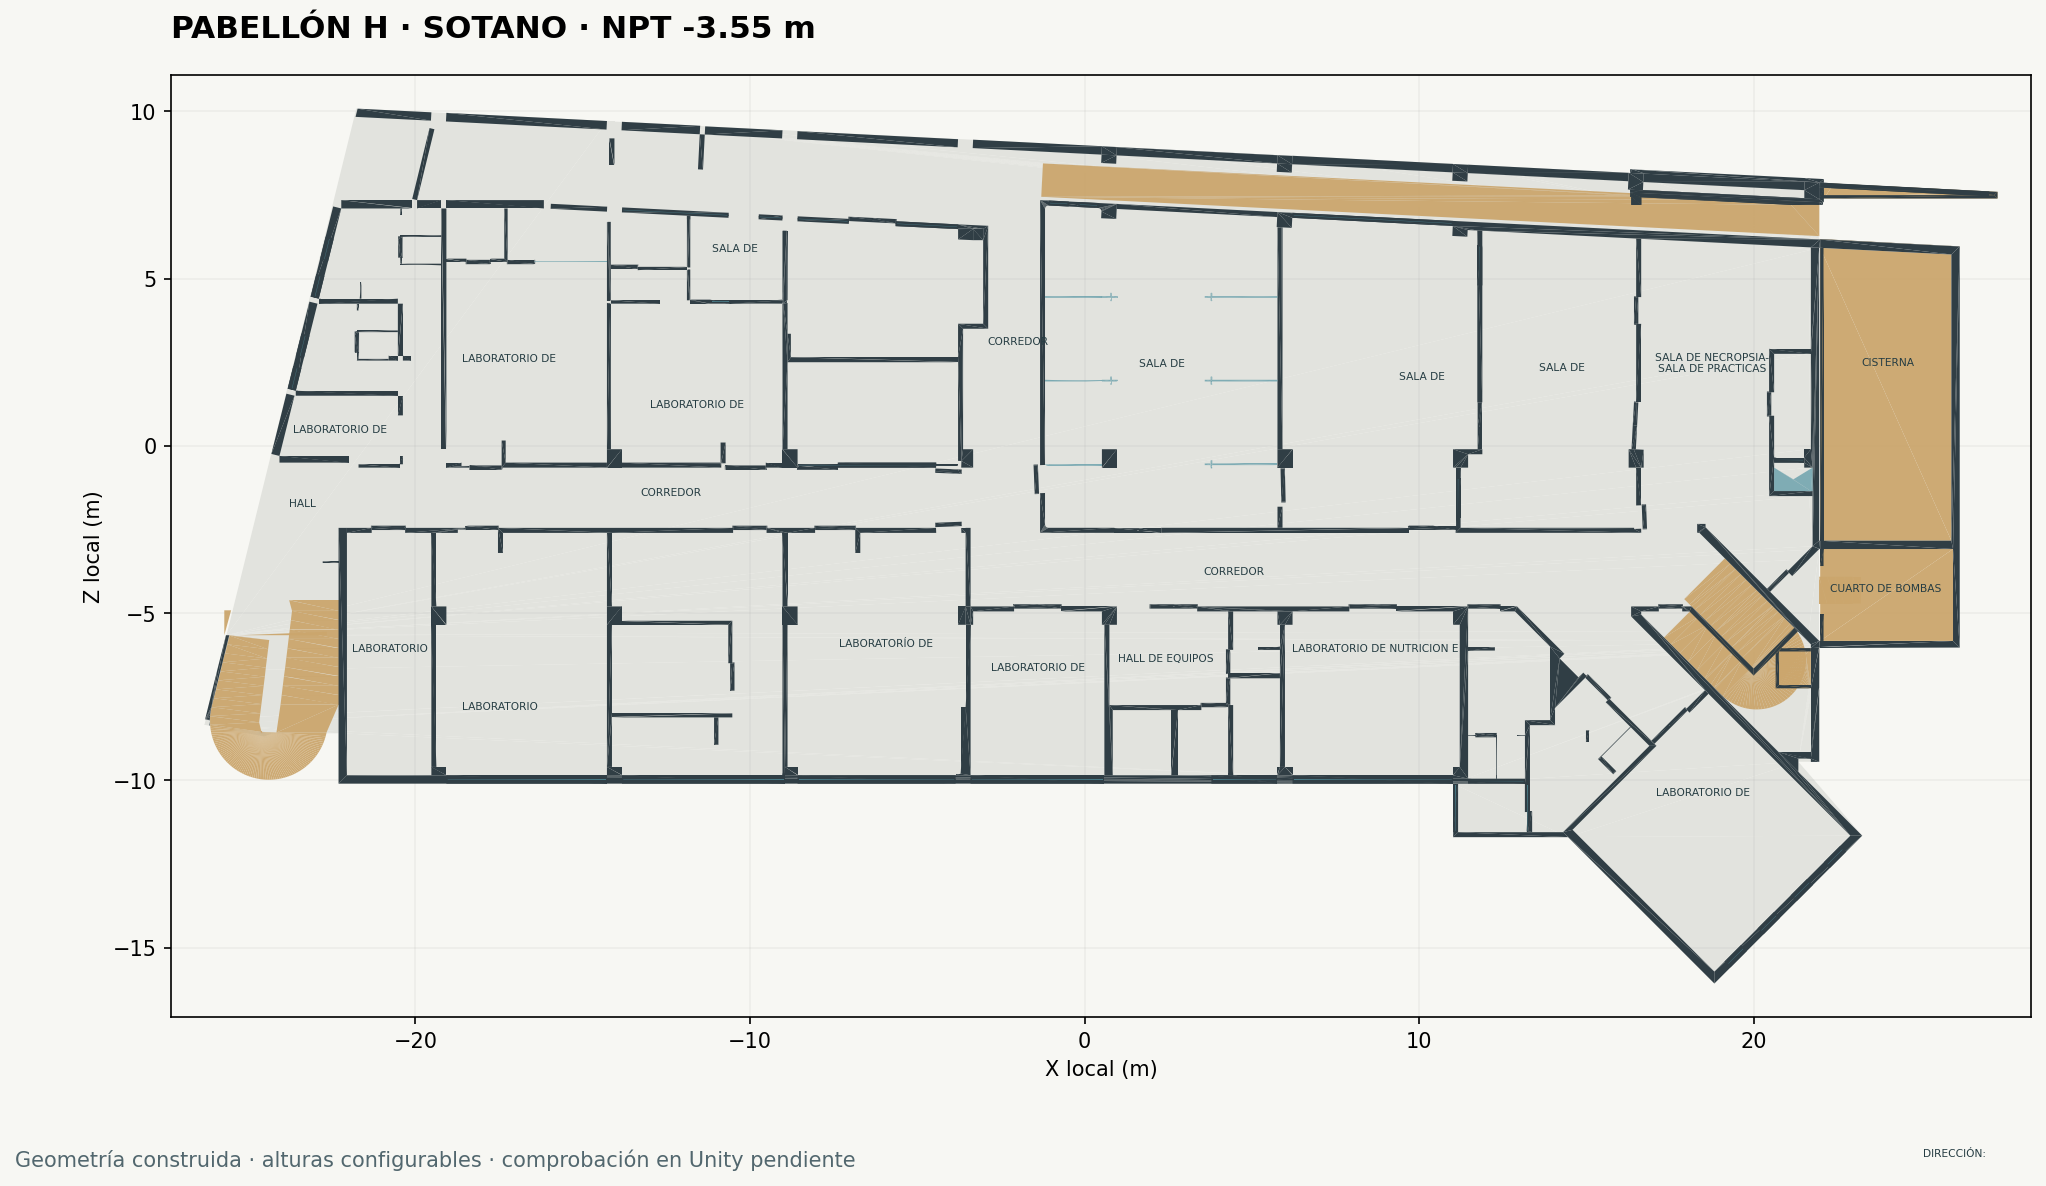 PABELLÓN H · SOTANO · NPT -3.55 m
10
5
0
−5
−10
−15
Z local (m)
SALA DE
CORREDOR
LABORATORIO DE
SALA DE
SALA DE
SALA DE
SALA DE NECROPSIA-
SALA DE PRACTICAS
CISTERNA
LABORATORIO DE
LABORATORIO DE
HALL
CORREDOR
CORREDOR
CUARTO DE BOMBAS
LABORATORIO
LABORATORÍO DE
LABORATORIO DE
HALL DE EQUIPOS
LABORATORIO DE NUTRICION E
LABORATORIO
LABORATORIO DE
−20
−10
0
10
20
X local (m)
Geometría construida · alturas configurables · comprobación en Unity pendiente
DIRECCIÓN: